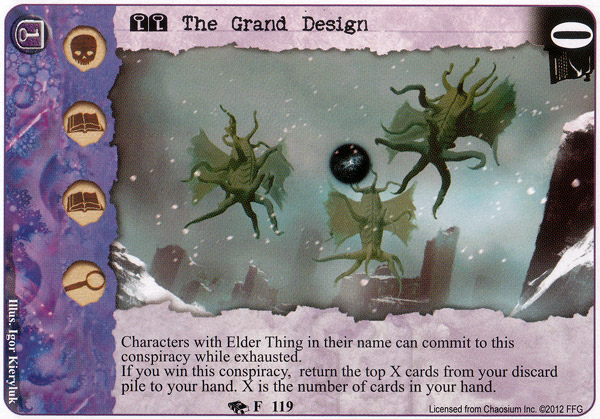 The Grand Design
0
Characters with Elder Thing in their name can commit to this
conspiracy while exhausted.
If you win this conspiracy, return the top X cards from your discard
pile to your hand. X is the number of cards in your hand.
F 119
Illus. Igor Kieryluk
Licensed from Chaosium Inc. ©2012 FFG